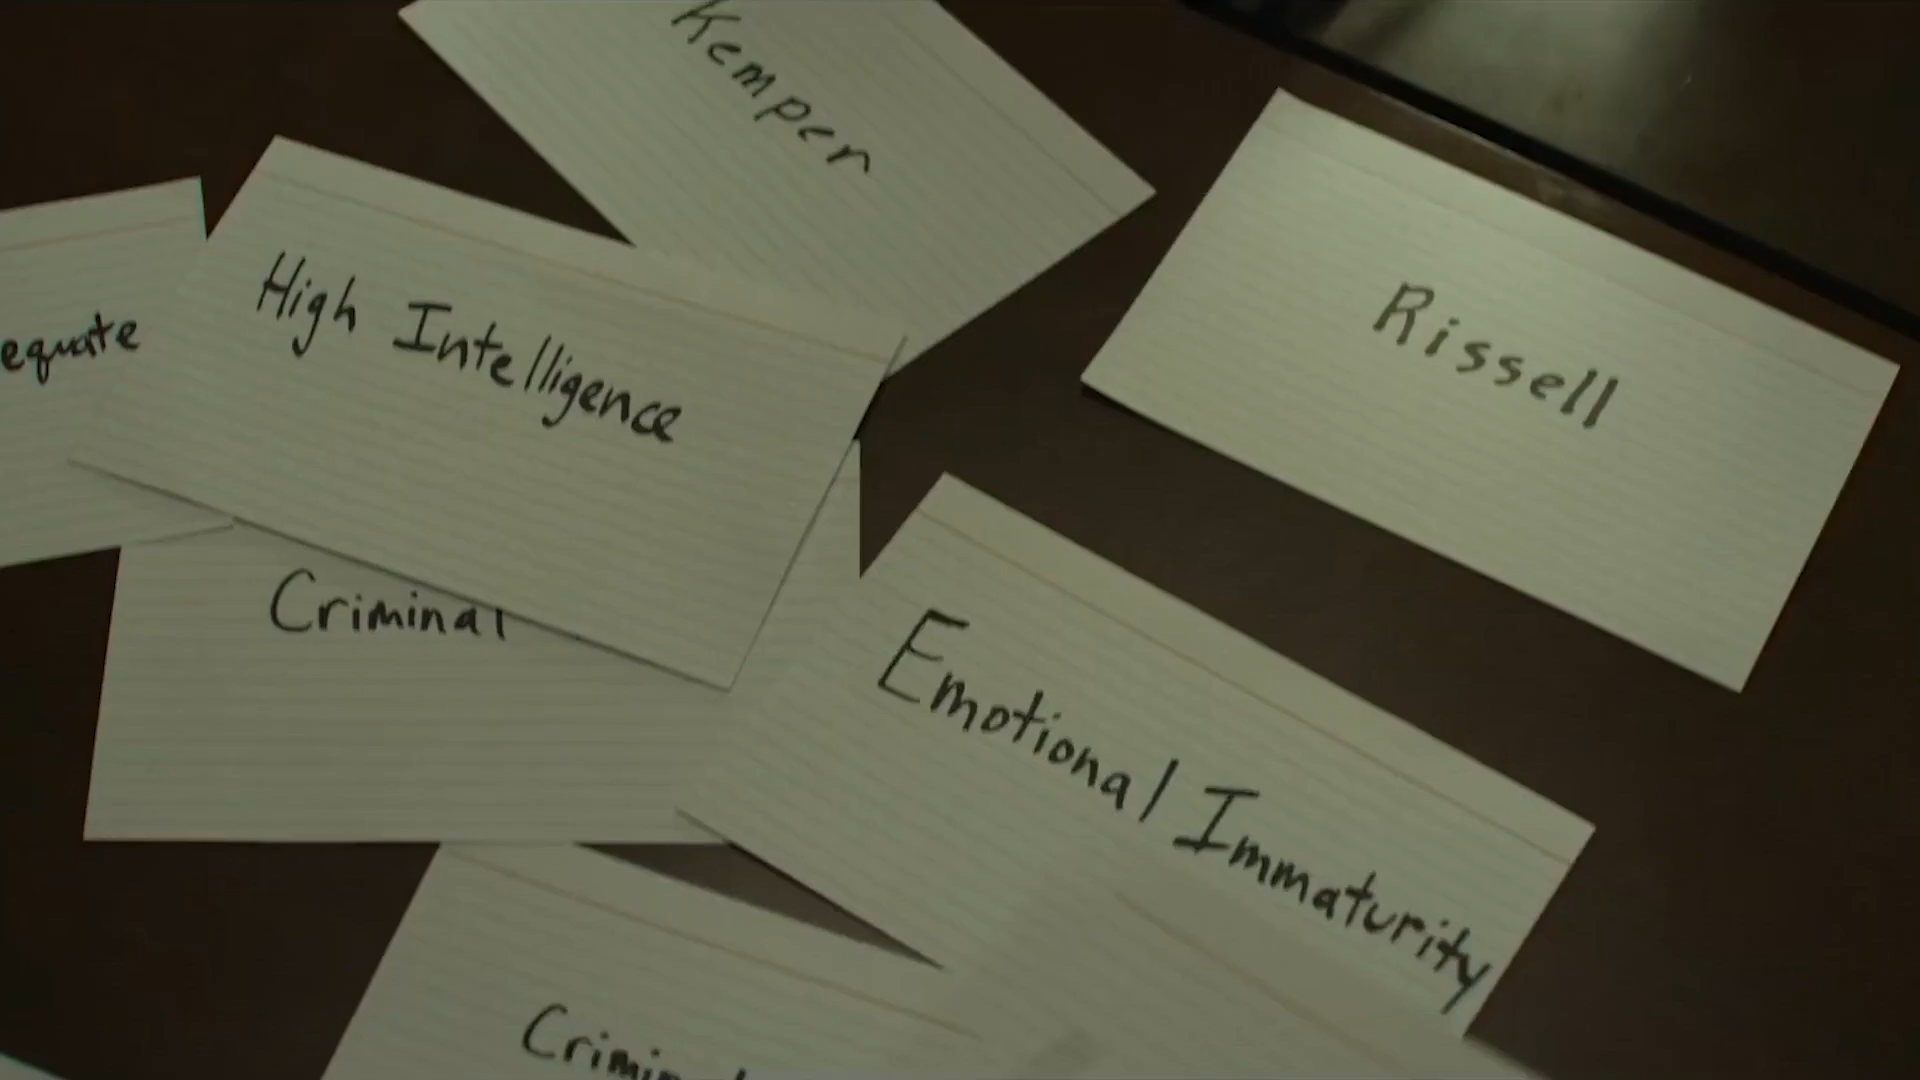 Kemper
Rissell
High Intelligence
equate
Criminal
Emotional Immaturity